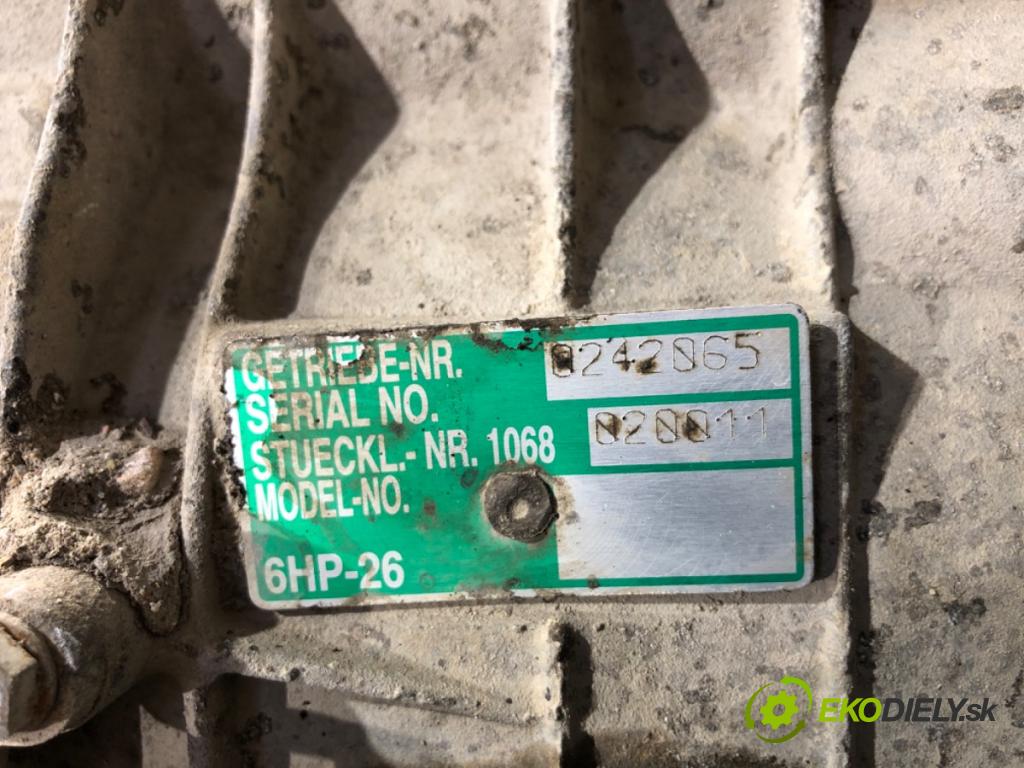 GETRIEBE-NR. 0242065
SERIAL NO.
STUECKL.- NR. 1068 020011
MODEL-NO.
6HP-26
EKODIELY.sk